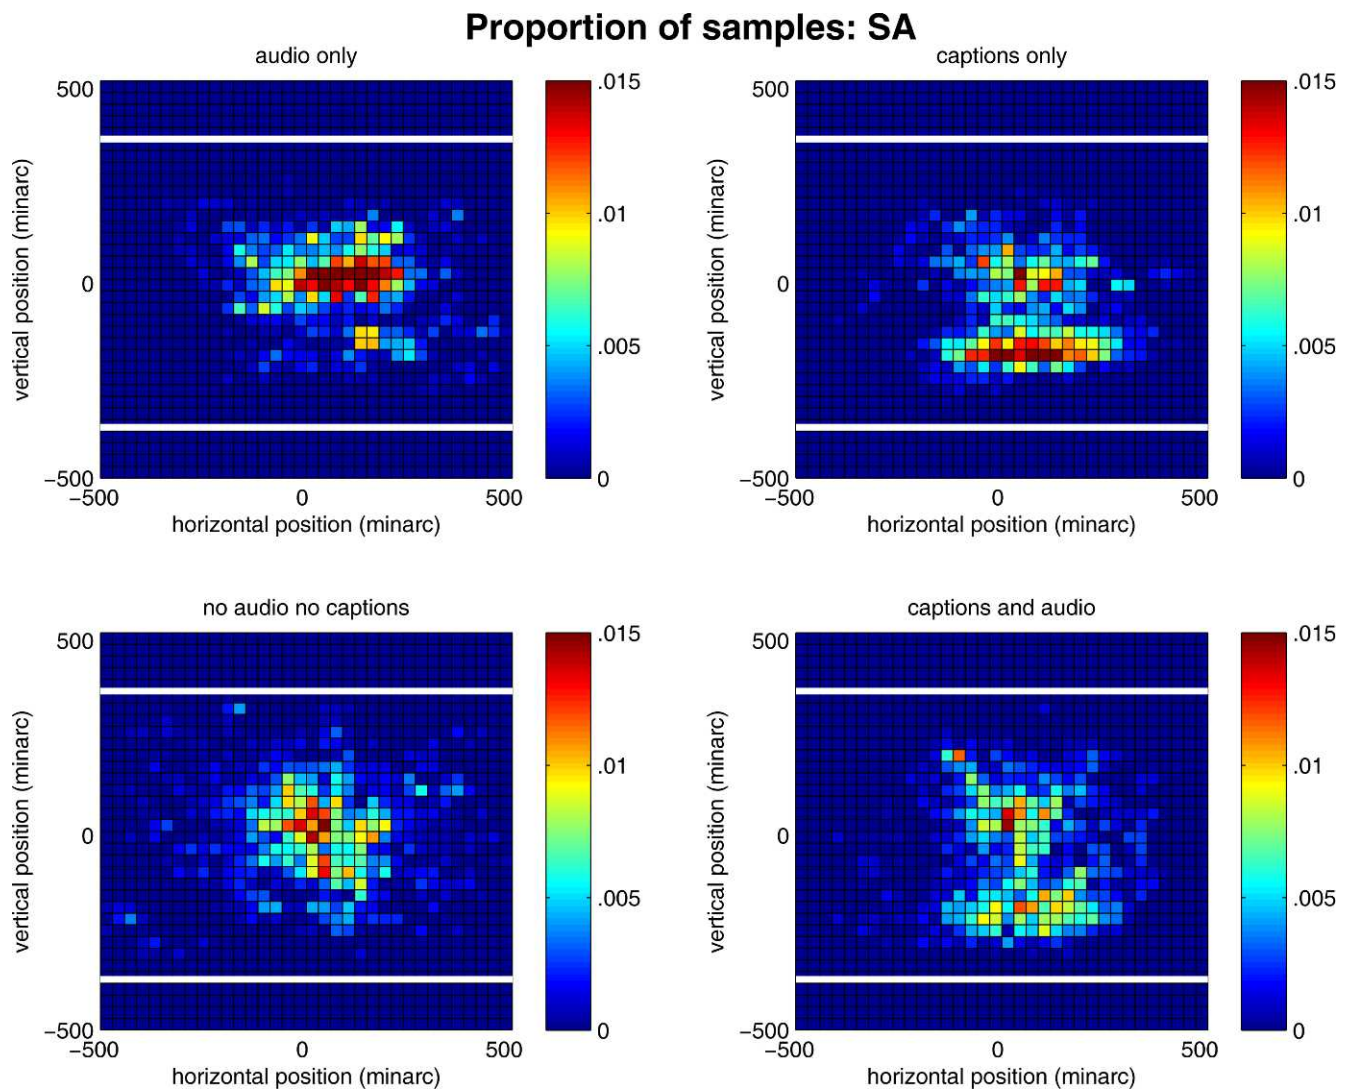 Proportion of samples: SA
audio only
captions only
500
0
−500
vertical position (minarc)
−500 0 500
horizontal position (minarc)
.015
.01
.005
0
500
0
−500
vertical position (minarc)
−500 0 500
horizontal position (minarc)
.015
.01
.005
0
no audio no captions
captions and audio
500
0
−500
vertical position (minarc)
−500 0 500
horizontal position (minarc)
.015
.01
.005
0
500
0
−500
vertical position (minarc)
−500 0 500
horizontal position (minarc)
.015
.01
.005
0